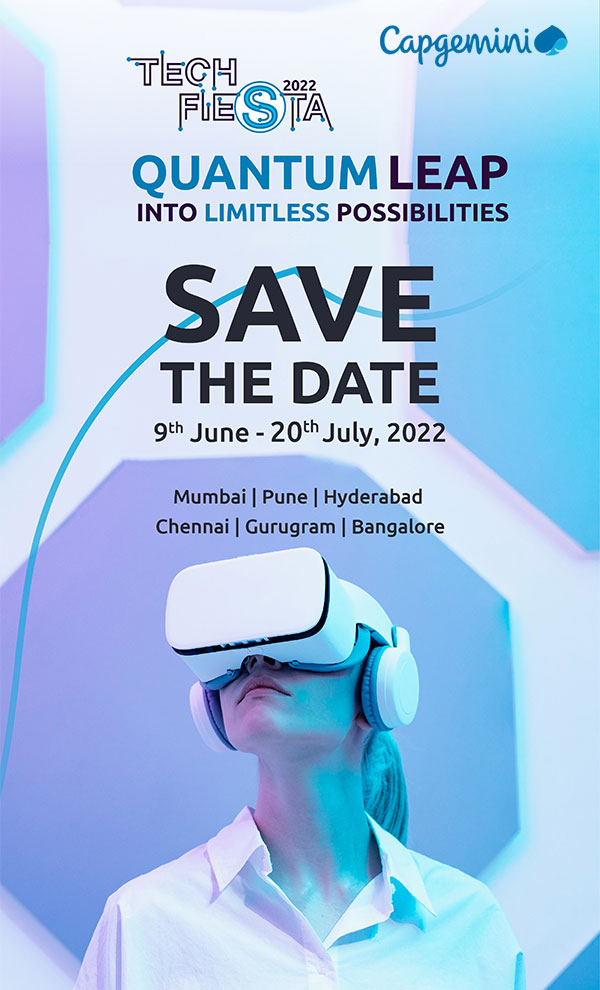 Capgemini
TECH
2022
FIESTA
QUANTUM LEAP
INTO LIMITLESS POSSIBILITIES
SAVE
THE DATE
9th June - 20th July, 2022
Mumbai | Pune | Hyderabad
Chennai | Gurugram | Bangalore